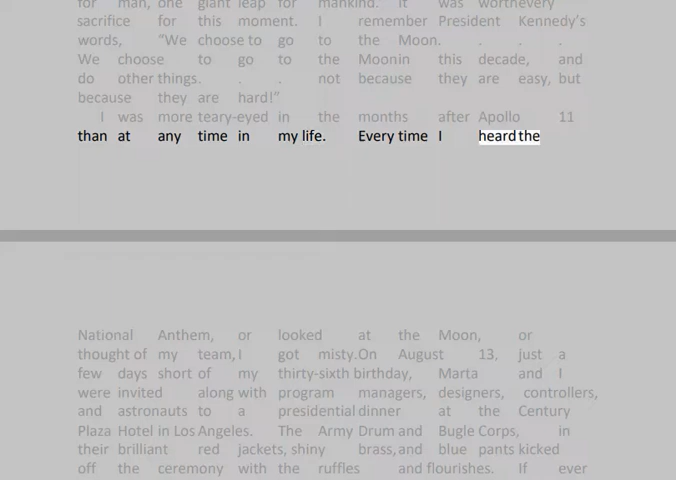 for man, one giant leap for mankind. It was worthevery
sacrifice for this moment. I remember President Kennedy's
words, "We choose to go to the Moon. . . .
We choose to go to the Moonin this decade, and
do other things. . . not because they are easy, but
because they are hard!"
I was more teary-eyed in the months after Apollo 11
than at any time in my life. Every time I heard the
National Anthem, or looked at the Moon, or
thought of my team,I got misty.On August 13, just a
few days short of my thirty-sixth birthday, Marta and I
were invited along with program managers, designers, controllers,
and astronauts to a presidential dinner at the Century
Plaza Hotel in Los Angeles. The Army Drum and Bugle Corps, in
their brilliant red jackets, shiny brass,and blue pants kicked
off the ceremony with the ruffles and flourishes. If ever